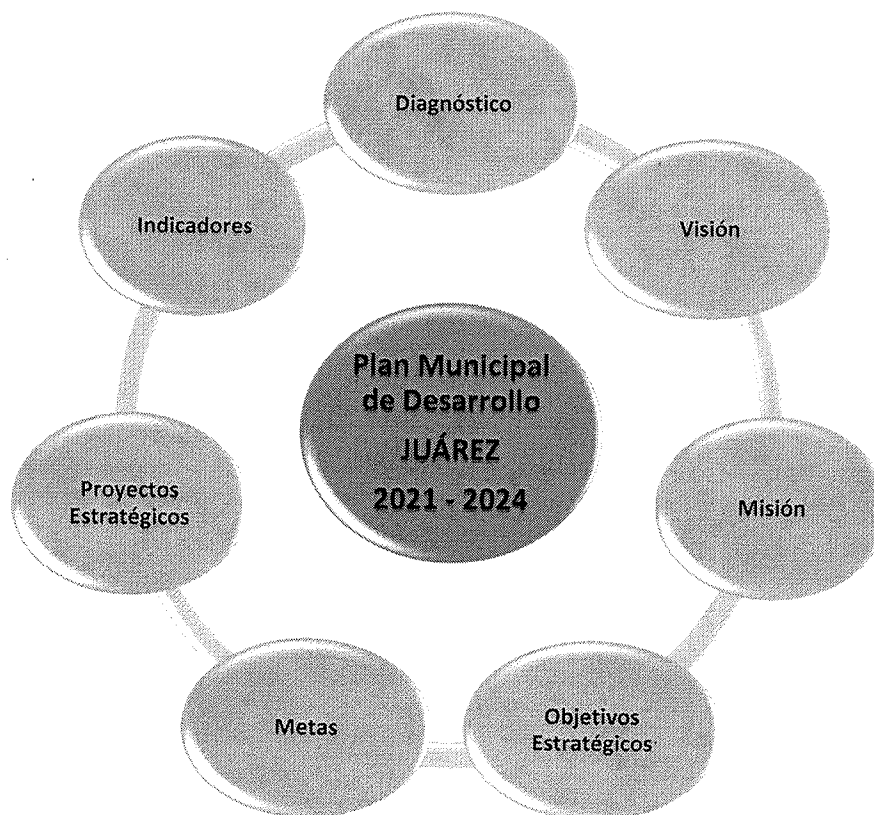 Diagnóstico
Visión
Misión
Objetivos
Estratégicos
Metas
Proyectos
Estratégicos
Indicadores
Plan Municipal
de Desarrollo
JUÁREZ
2021 - 2024